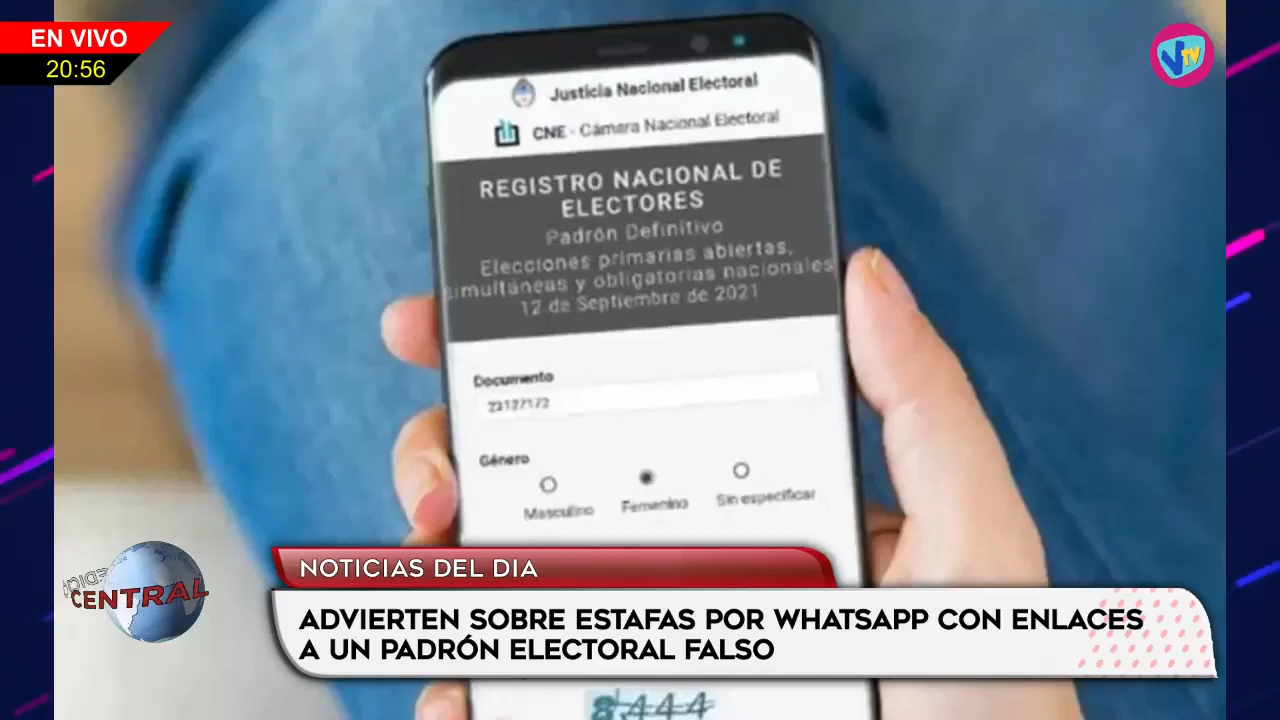 EN VIVO
20:56
VTV
Justicia Nacional Electoral
CNE - Cámara Nacional Electoral
REGISTRO NACIONAL DE
ELECTORES
Padrón Definitivo
Elecciones primarias abiertas,
simultáneas y obligatorias nacionales
12 de Septiembre de 2021
Documento
23127172
Género
Masculino Femenino Sin especificar
NOTICIAS DEL DIA
EDICIÓN
CENTRAL
ADVIERTEN SOBRE ESTAFAS POR WHATSAPP CON ENLACES
A UN PADRÓN ELECTORAL FALSO